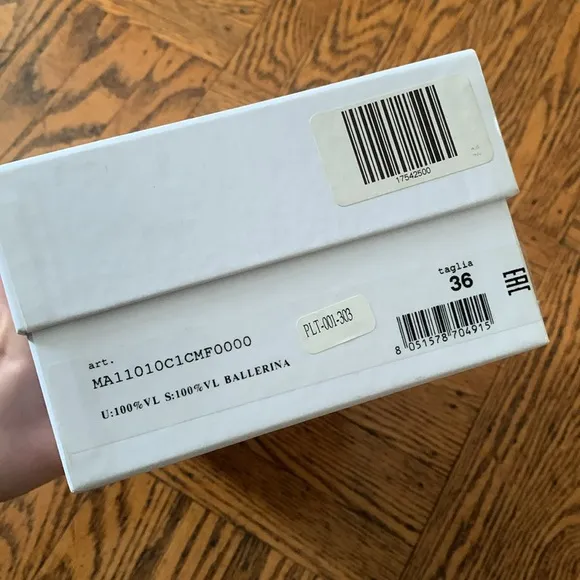 17542500
taglia
36
EAC
PLT-001-303
8 051578 704915
art.
MA11010C1CMF0000
U:100%VL S:100%VL BALLERINA